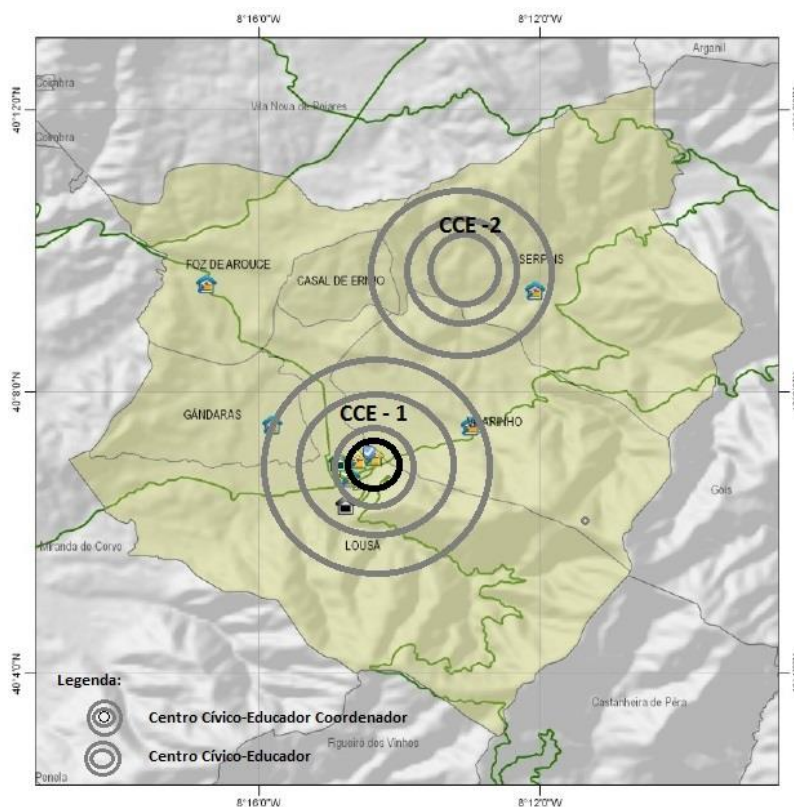 8°16'0"W 8°12'0"W
Arganil
Coimbra
40°12'0"N
Vila Nova de Poiares
Coimbra
CCE -2
FOZ DE AROUCE
CASAL DE ERMIO
SERPINS
40°8'0"N
CCE - 1
GÂNDARAS
Góis
LOUSÃ
Miranda do Corvo
40°4'0"N
Legenda:
Castanheira de Pêra
Centro Cívico-Educador Coordenador
Figueiró dos Vinhos
Centro Cívico-Educador
Penela
8°16'0"W 8°12'0"W